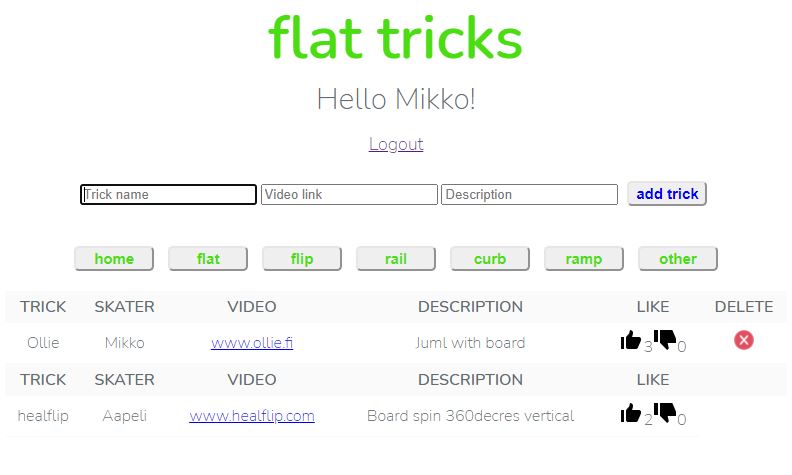 flat tricks
Hello Mikko!
Logout
Trick name Video link Description add trick
home flat flip rail curb ramp other
TRICK SKATER VIDEO DESCRIPTION LIKE DELETE
Ollie Mikko www.ollie.fi Juml with board 3 0
TRICK SKATER VIDEO DESCRIPTION LIKE
healflip Aapeli www.healflip.com Board spin 360decres vertical 2 0